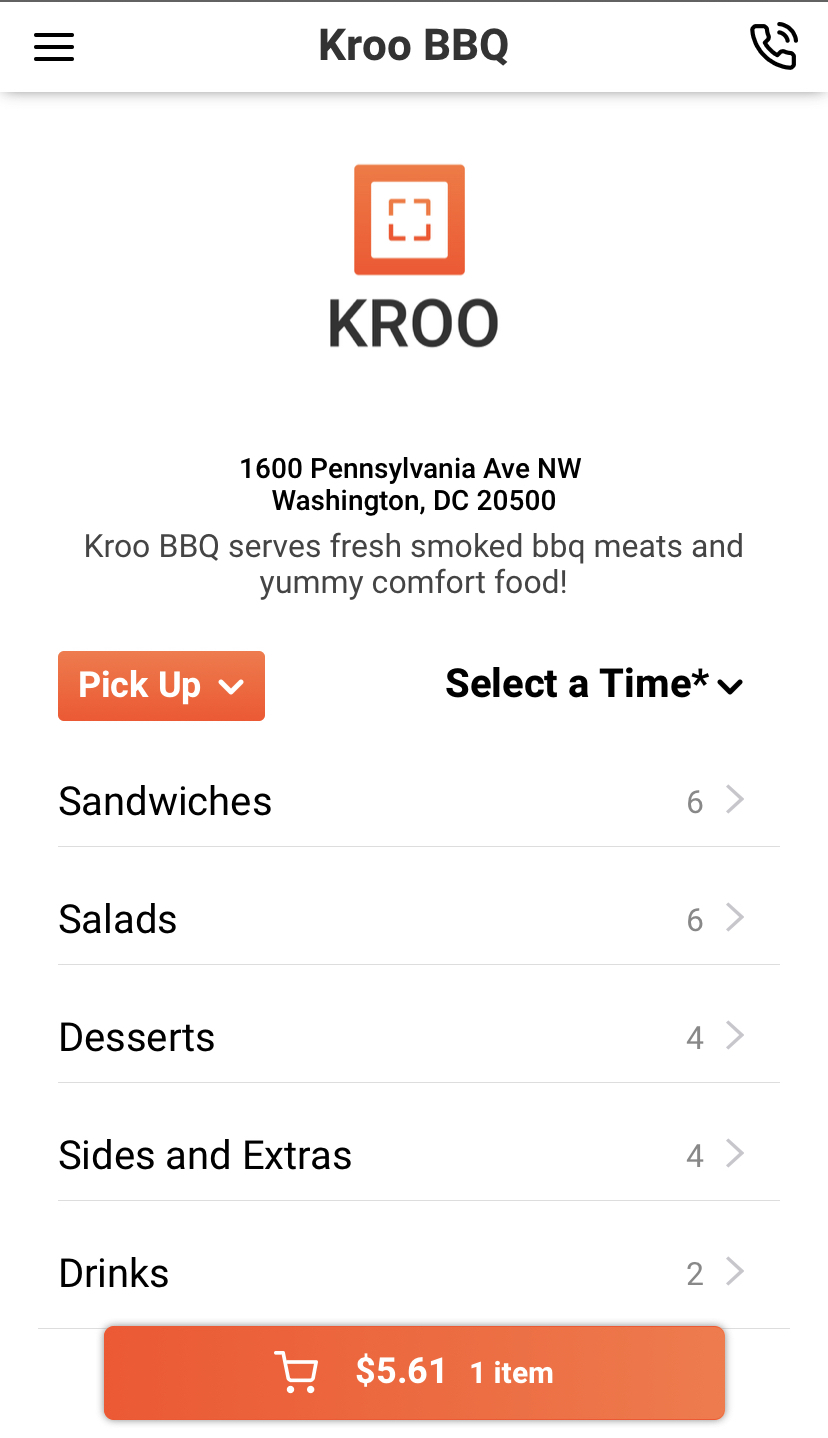 Kroo BBQ
KROO
1600 Pennsylvania Ave NW
Washington, DC 20500
Kroo BBQ serves fresh smoked bbq meats and
yummy comfort food!
Pick Up
Select a Time*
Sandwiches 6
Salads 6
Desserts 4
Sides and Extras 4
Drinks 2
$5.61 1 item